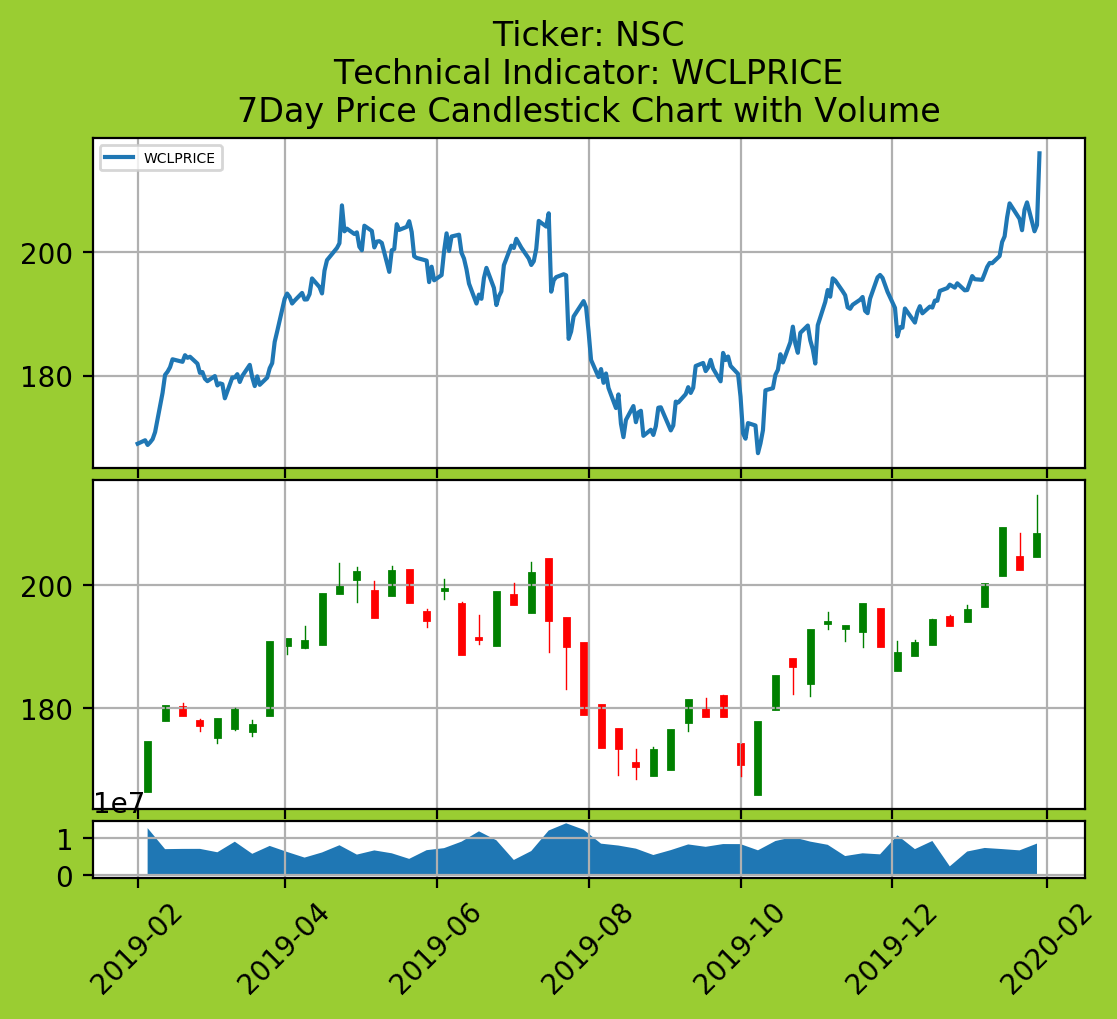 Ticker: NSC
Technical Indicator: WCLPRICE
7Day Price Candlestick Chart with Volume
WCLPRICE
200
180
200
180
1e7
1
0
2019-02 2019-04 2019-06 2019-08 2019-10 2019-12 2020-02